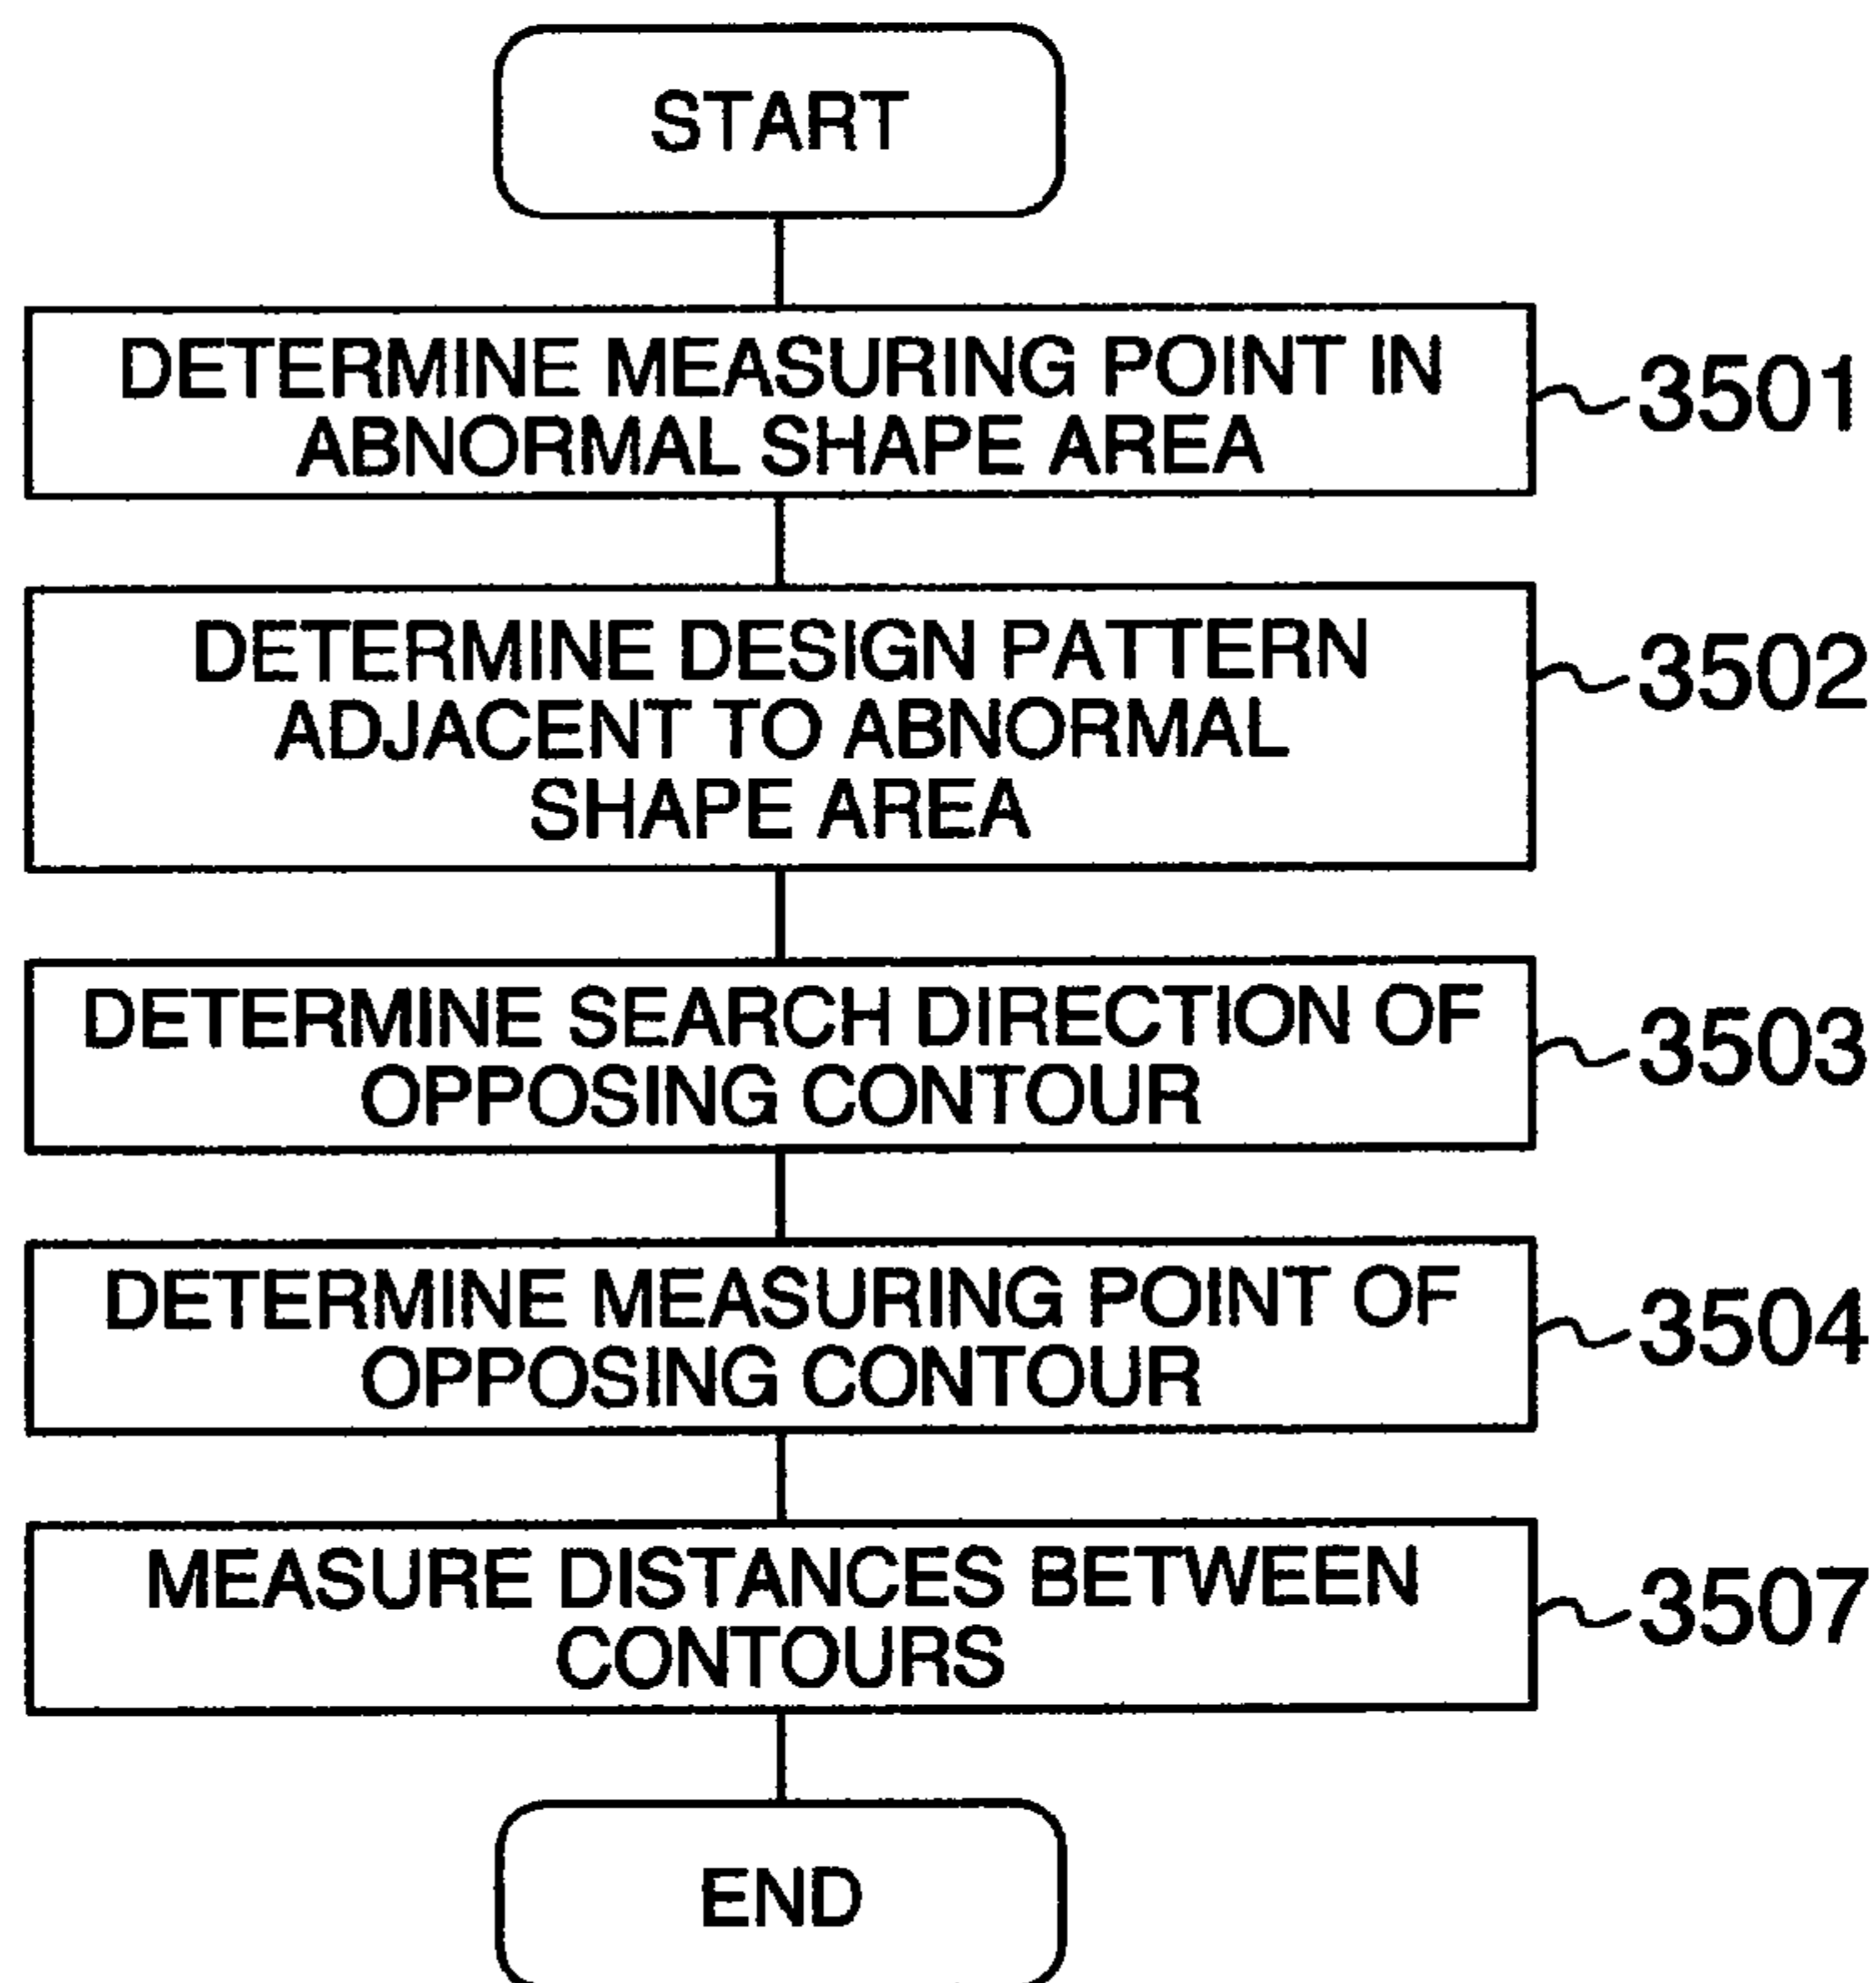 START
DETERMINE MEASURING POINT IN
ABNORMAL SHAPE AREA
3501
DETERMINE DESIGN PATTERN
ADJACENT TO ABNORMAL
SHAPE AREA
3502
DETERMINE SEARCH DIRECTION OF
OPPOSING CONTOUR
3503
DETERMINE MEASURING POINT OF
OPPOSING CONTOUR
3504
MEASURE DISTANCES BETWEEN
CONTOURS
3507
END